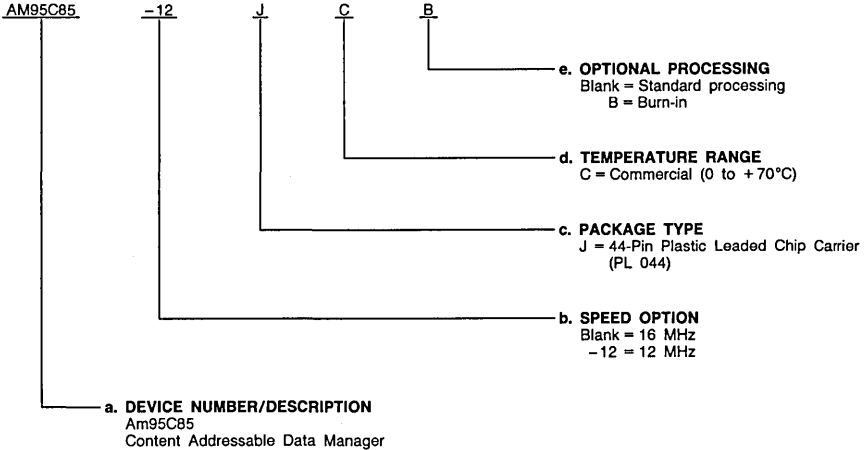 AM95C85 -12 J C B
e. OPTIONAL PROCESSING
Blank = Standard processing
B = Burn-in
d. TEMPERATURE RANGE
C = Commercial (0 to +70°C)
c. PACKAGE TYPE
J = 44-Pin Plastic Leaded Chip Carrier
(PL 044)
b. SPEED OPTION
Blank = 16 MHz
-12 = 12 MHz
a. DEVICE NUMBER/DESCRIPTION
Am95C85
Content Addressable Data Manager